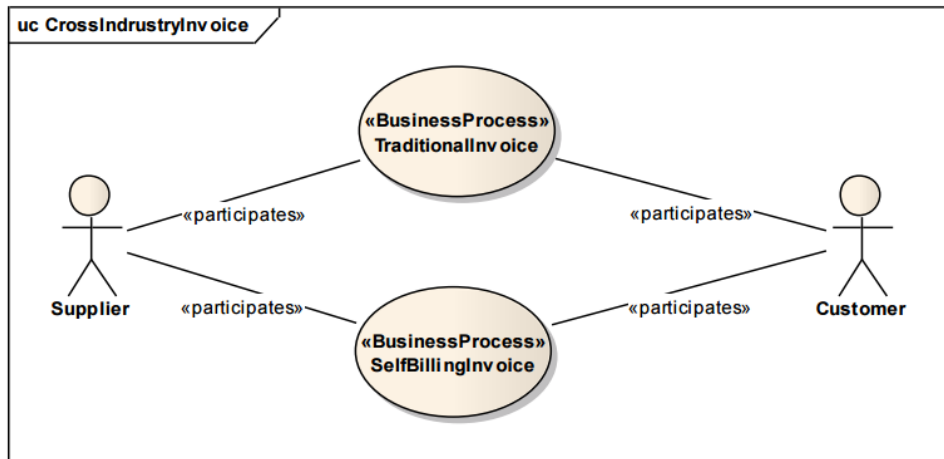 uc CrossIndrustryInvoice
«BusinessProcess»
TraditionalInvoice
«participates»
«participates»
Supplier
Customer
«participates»
«participates»
«BusinessProcess»
SelfBillingInvoice